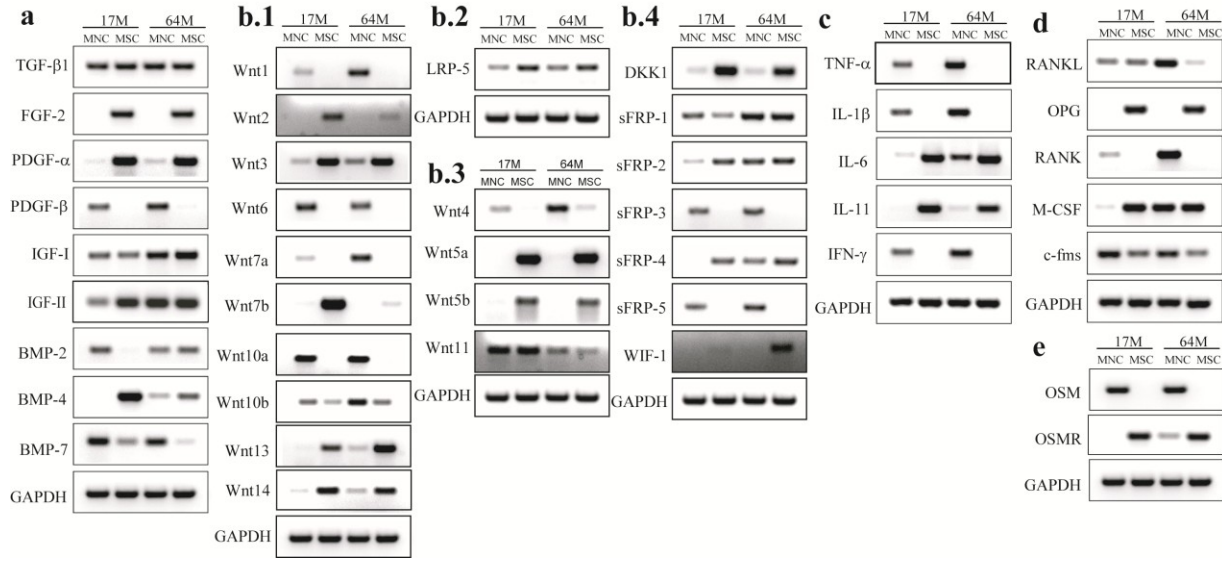 a
17M 64M
MNC MSC MNC MSC
TGF-β1
FGF-2
PDGF-α
PDGF-β
IGF-I
IGF-II
BMP-2
BMP-4
BMP-7
GAPDH
b.1
17M 64M
MNC MSC MNC MSC
Wnt1
Wnt2
Wnt3
Wnt6
Wnt7a
Wnt7b
Wnt10a
Wnt10b
Wnt13
Wnt14
GAPDH
b.2
17M 64M
MNC MSC MNC MSC
LRP-5
GAPDH
b.3
17M 64M
MNC MSC MNC MSC
Wnt4
Wnt5a
Wnt5b
Wnt11
GAPDH
b.4
17M 64M
MNC MSC MNC MSC
DKK1
sFRP-1
sFRP-2
sFRP-3
sFRP-4
sFRP-5
WIF-1
GAPDH
c
17M 64M
MNC MSC MNC MSC
TNF-α
IL-1β
IL-6
IL-11
IFN-γ
GAPDH
d
17M 64M
MNC MSC MNC MSC
RANKL
OPG
RANK
M-CSF
c-fms
GAPDH
e
17M 64M
MNC MSC MNC MSC
OSM
OSMR
GAPDH